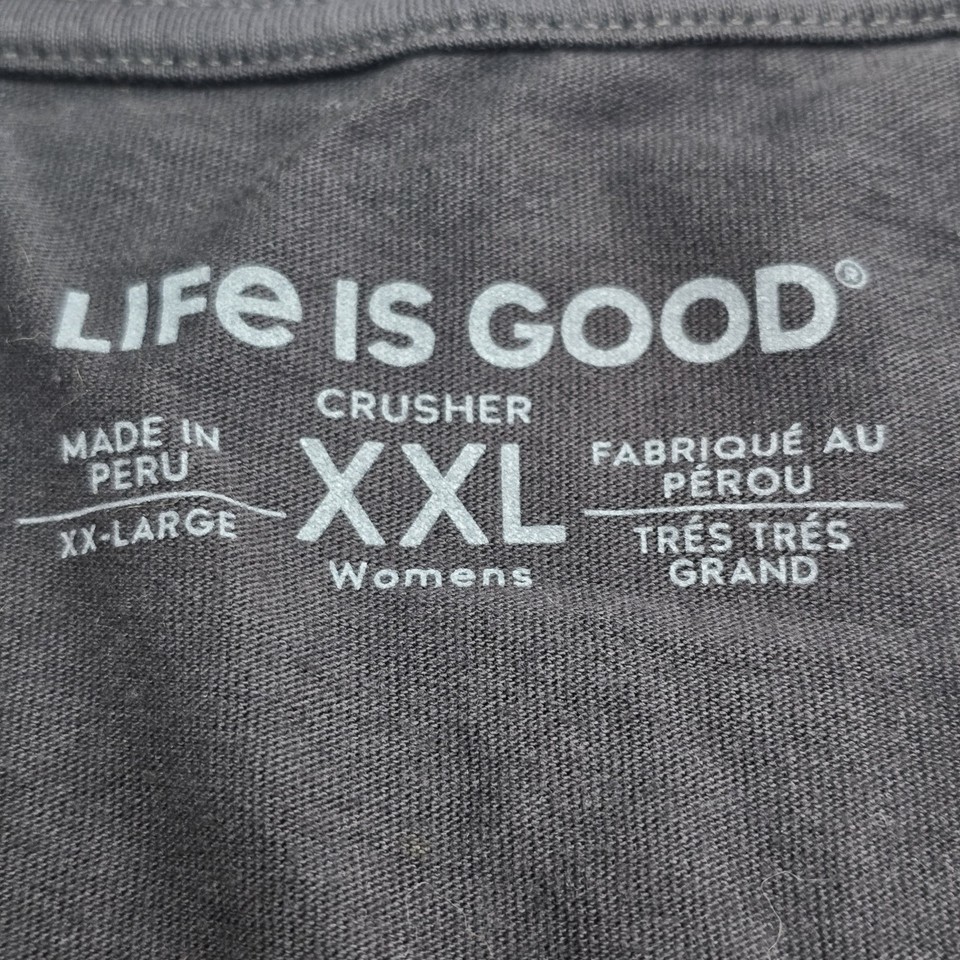 LIFe IS GOOD®
CRUSHER
MADE IN
PERU
XX-LARGE
XXL
Womens
FABRIQUÉ AU
PÉROU
TRÉS TRÉS
GRAND